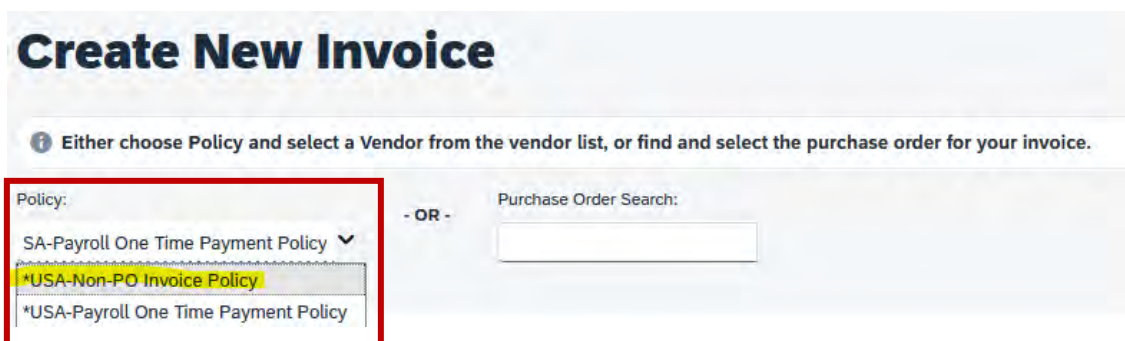 Create New Invoice
Either choose Policy and select a Vendor from the vendor list, or find and select the purchase order for your invoice.
Policy:
- OR -
Purchase Order Search:
SA-Payroll One Time Payment Policy
*USA-Non-PO Invoice Policy
*USA-Payroll One Time Payment Policy